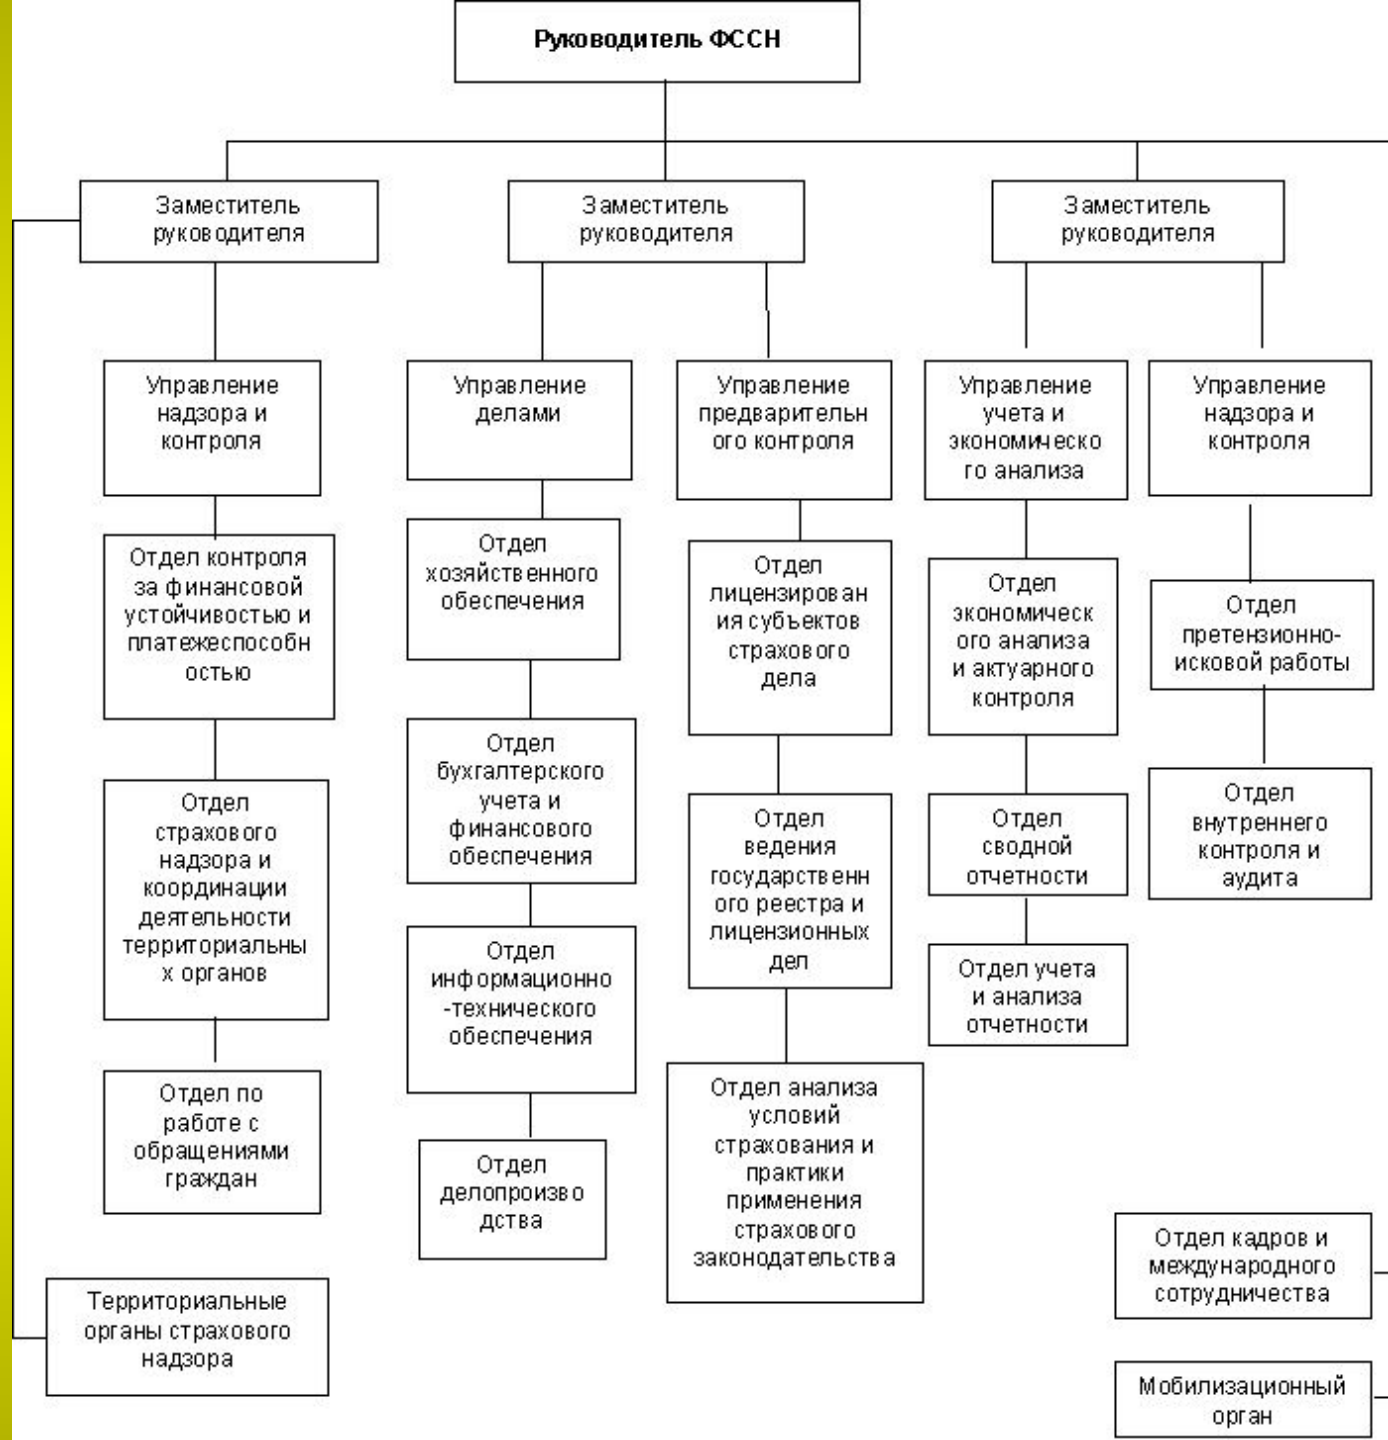 Руководитель ФССН
Заместитель
руководителя
Заместитель
руководителя
Заместитель
руководителя
Управление
надзора и
контроля
Управление
делами
Управление
предварительн
ого контроля
Управление
учета и
экономическо
го анализа
Управление
надзора и
контроля
Отдел контроля
за финансовой
устойчивостью и
платежеспособн
остью
Отдел
хозяйственного
обеспечения
Отдел
лицензирован
ия субъектов
страхового
дела
Отдел
экономическ
ого анализа
и актуарного
контроля
Отдел
претензионно-
исковой работы
Отдел
страхового
надзора и
координации
деятельности
территориальны
х органов
Отдел
бухгалтерского
учета и
финансового
обеспечения
Отдел
ведения
государственн
ого реестра и
лицензионных
дел
Отдел
сводной
отчетности
Отдел
внутреннего
контроля и
аудита
Отдел
информационно
-технического
обеспечения
Отдел учета
и анализа
отчетности
Отдел по
работе с
обращениями
граждан
Отдел
делопроизво
дства
Отдел анализа
условий
страхования и
практики
применения
страхового
законодательства
Отдел кадров и
международного
сотрудничества
Территориальные
органы страхового
надзора
Мобилизационный
орган